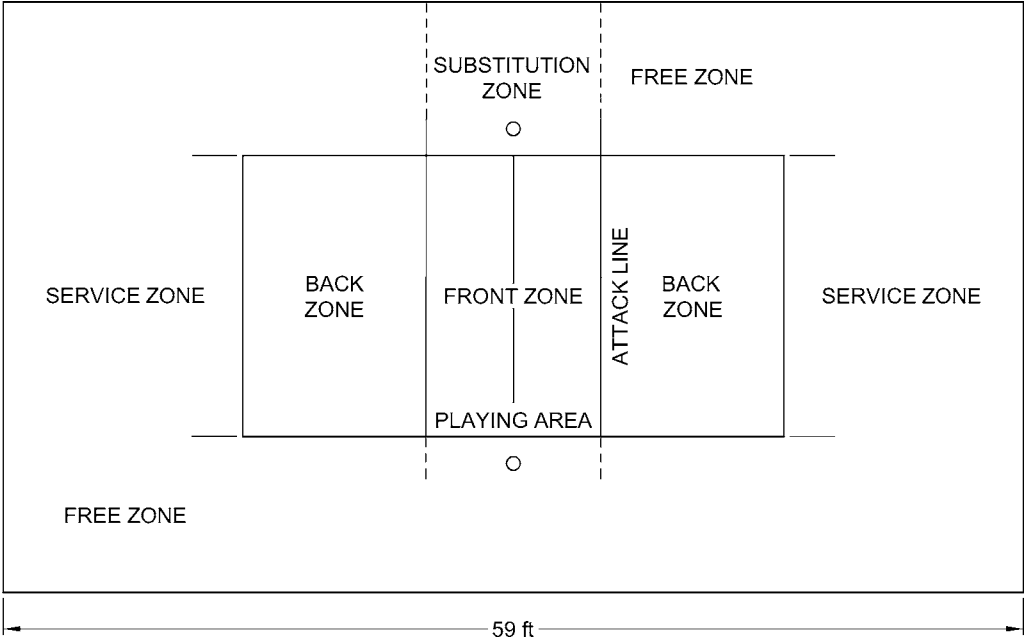 SUBSTITUTION
ZONE
FREE ZONE
SERVICE ZONE
BACK
ZONE
FRONT ZONE
ATTACK LINE
BACK
ZONE
SERVICE ZONE
PLAYING AREA
FREE ZONE
59 ft